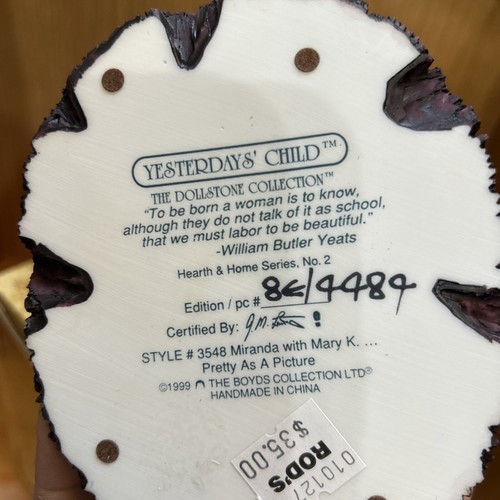 YESTERDAYS' CHILD™
THE DOLLSTONE COLLECTION™
"To be born a woman is to know,
although they do not talk of it as school,
that we must labor to be beautiful."
-William Butler Yeats
Hearth & Home Series, No. 2
Edition / pc # 8E/4484
Certified By:
STYLE # 3548 Miranda with Mary K. ...
Pretty As A Picture
©1999 THE BOYDS COLLECTION LTD®
HANDMADE IN CHINA
ROD'S
$35.00